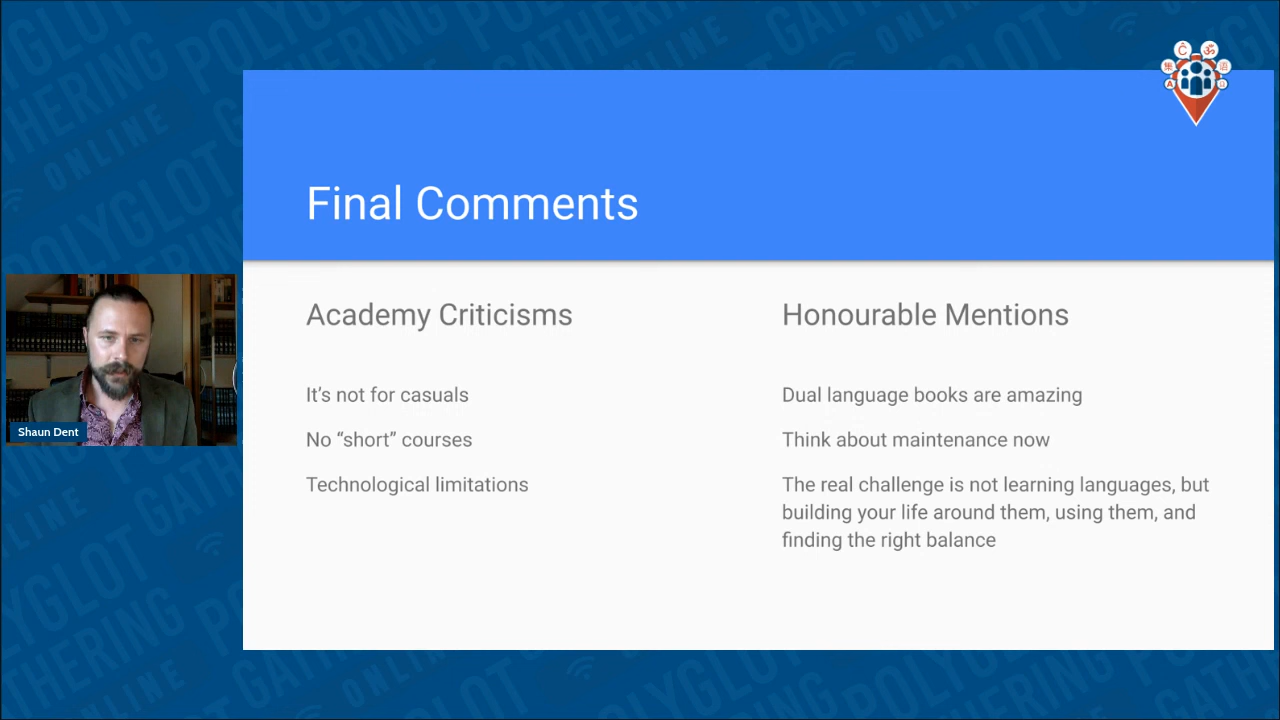 Final Comments
Academy Criticisms
It’s not for casuals
No “short” courses
Technological limitations
Honourable Mentions
Dual language books are amazing
Think about maintenance now
The real challenge is not learning languages, but
building your life around them, using them, and
finding the right balance
Shaun Dent
POLYGLOT
GATHERING
ONLINE